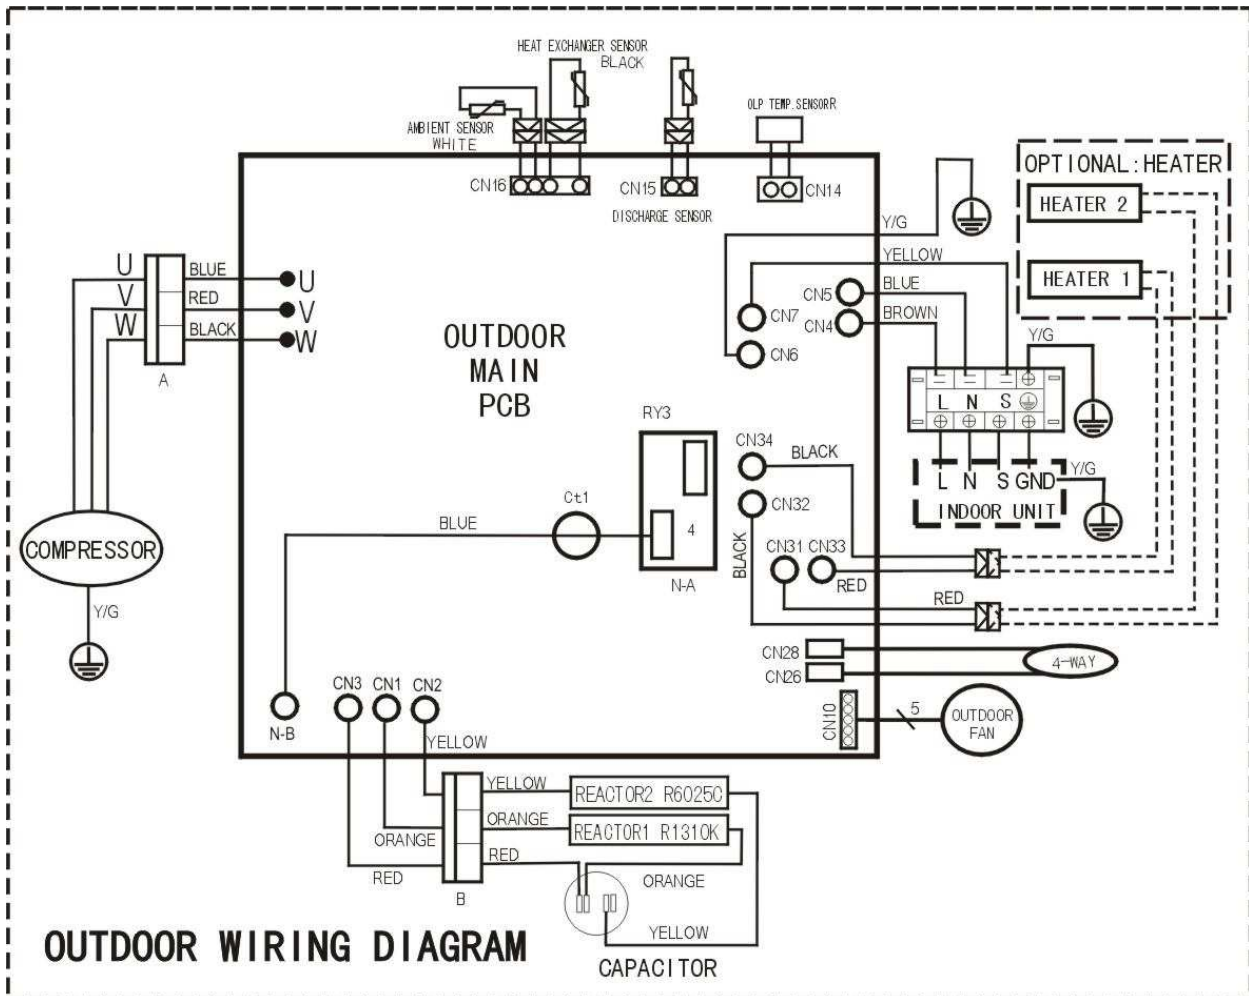 HEAT EXCHANGER SENSOR
BLACK
OLP TEMP.SENSORR
AMBIENT SENSOR
WHITE
CN16
CN15
CN14
DISCHARGE SENSOR
OPTIONAL:HEATER
HEATER 2
HEATER 1
Y/G
YELLOW
BLUE
BROWN
CN5
CN7
CN4
CN6
Y/G
U
V
W
BLUE
RED
BLACK
U
V
W
A
OUTDOOR
MAIN
PCB
L N S
L N S GND
Y/G
INDOOR UNIT
RY3
CN34
BLACK
CN32
Ct1
BLUE
4
N-A
BLACK
CN31
CN33
RED
RED
COMPRESSOR
Y/G
CN28
CN26
4-WAY
CN10
5
OUTDOOR
FAN
N-B
CN3
CN1
CN2
YELLOW
YELLOW
REACTOR2 R6025C
ORANGE
REACTOR1 R1310K
ORANGE
RED
RED
B
ORANGE
YELLOW
CAPACITOR
OUTDOOR WIRING DIAGRAM